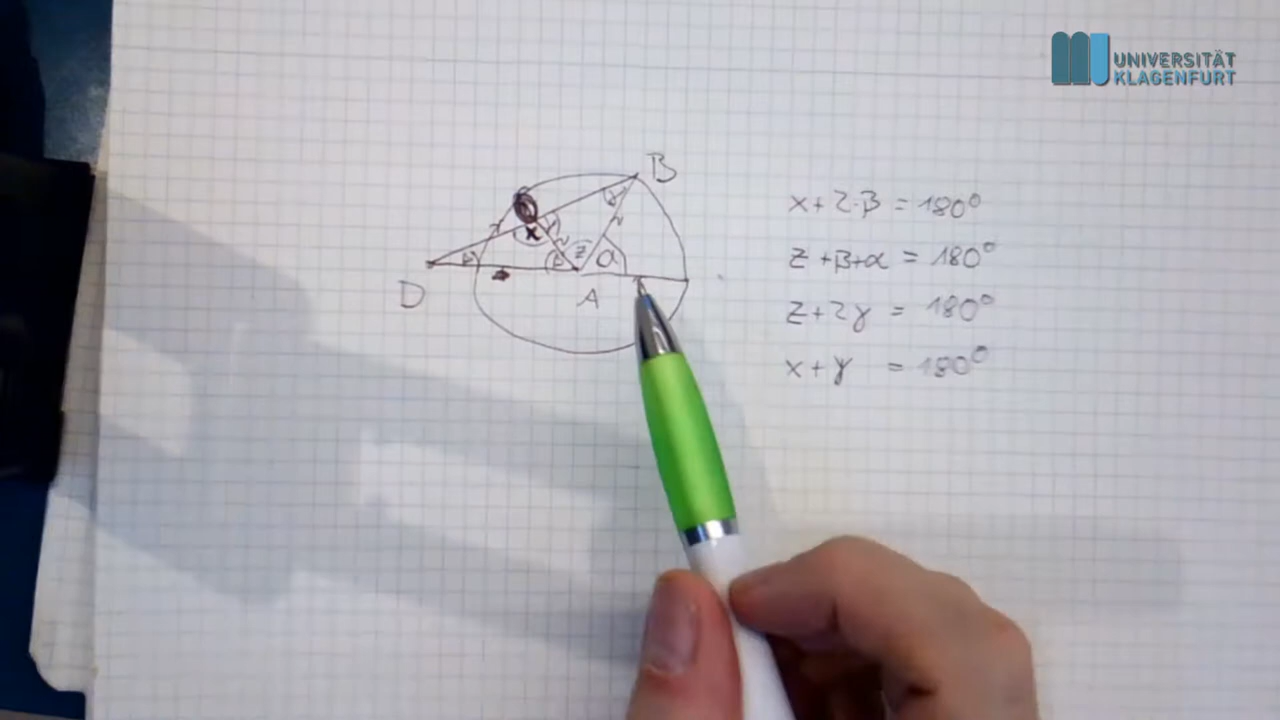 UNIVERSITÄT
KLAGENFURT
B
x + 2·β = 180°
x
z
α
z + β + α = 180°
D
A
z + 2γ = 180°
x + γ = 180°